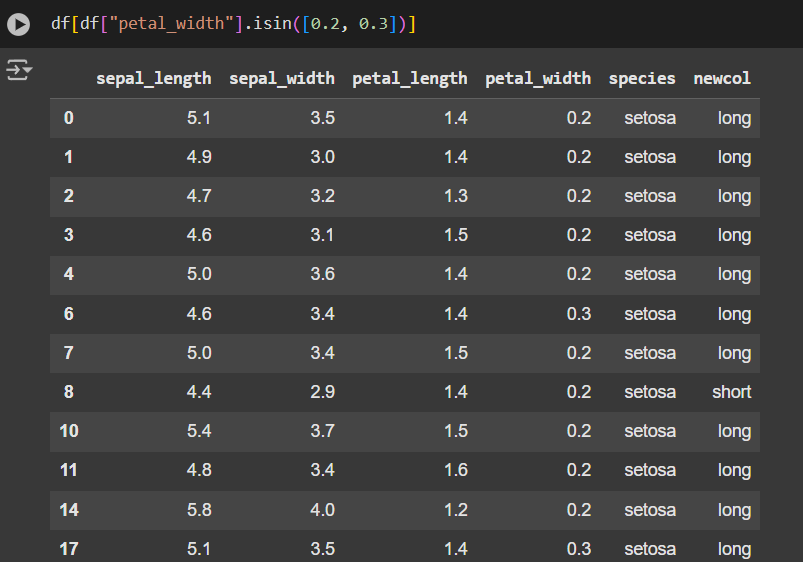 df[df["petal_width"].isin([0.2, 0.3])]
sepal_length sepal_width petal_length petal_width species newcol
0 5.1 3.5 1.4 0.2 setosa long
1 4.9 3.0 1.4 0.2 setosa long
2 4.7 3.2 1.3 0.2 setosa long
3 4.6 3.1 1.5 0.2 setosa long
4 5.0 3.6 1.4 0.2 setosa long
6 4.6 3.4 1.4 0.3 setosa long
7 5.0 3.4 1.5 0.2 setosa long
8 4.4 2.9 1.4 0.2 setosa short
10 5.4 3.7 1.5 0.2 setosa long
11 4.8 3.4 1.6 0.2 setosa long
14 5.8 4.0 1.2 0.2 setosa long
17 5.1 3.5 1.4 0.3 setosa long